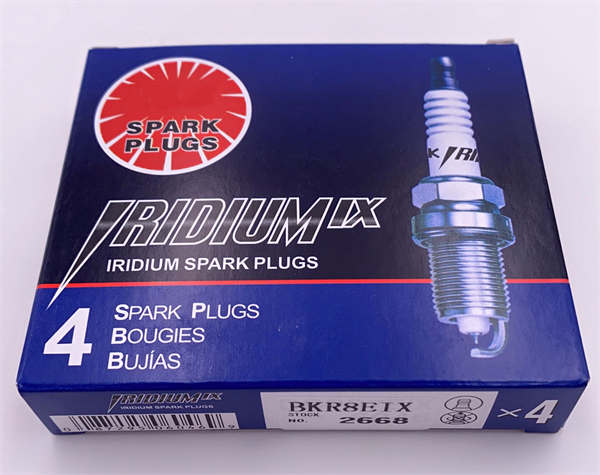 SPARK
PLUGS
IRIDIUM IX
IRIDIUM SPARK PLUGS
4
SPARK PLUGS
BOUGIES
BUJÍAS
K IRI
IRIDIUM IX
IRIDIUM SPARK PLUGS
BKR8EIX
STOCK
NO. 2668
×4